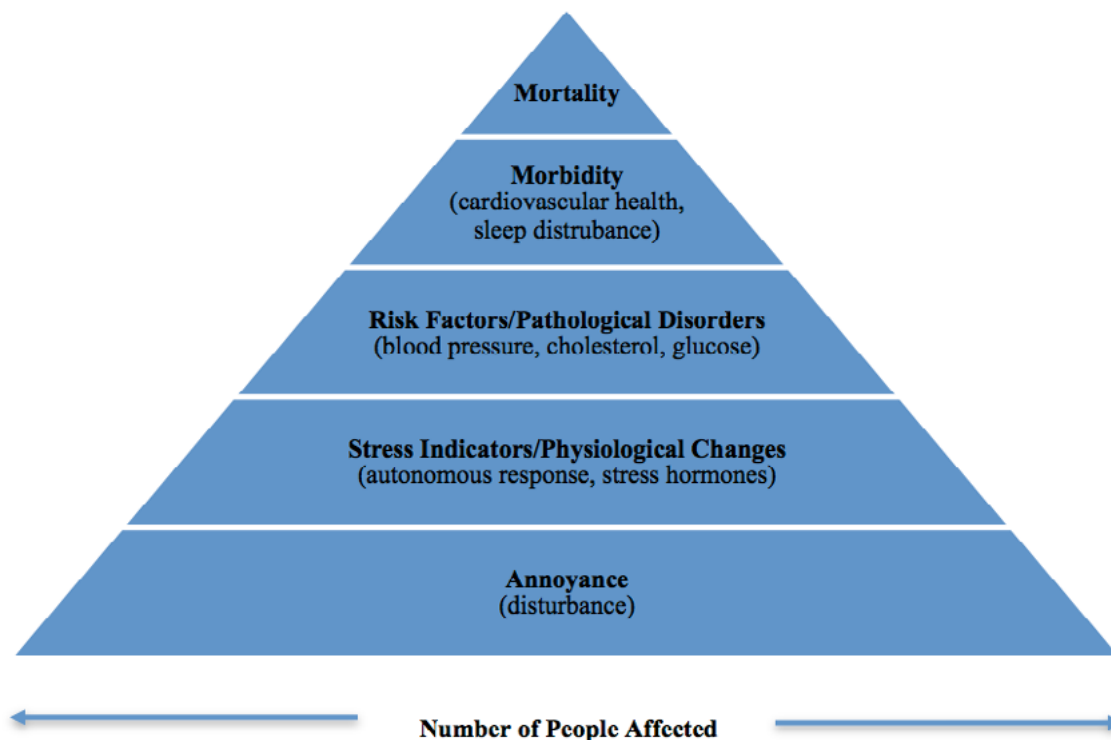 Mortality
Morbidity
(cardiovascular health,
sleep distrubance)
Risk Factors/Pathological Disorders
(blood pressure, cholesterol, glucose)
Stress Indicators/Physiological Changes
(autonomous response, stress hormones)
Annoyance
(disturbance)
Number of People Affected